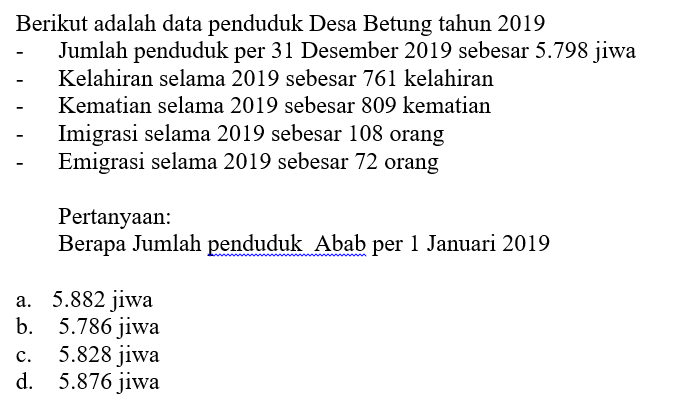 Berikut adalah data penduduk Desa Betung tahun 2019
- Jumlah penduduk per 31 Desember 2019 sebesar 5.798 jiwa
- Kelahiran selama 2019 sebesar 761 kelahiran
- Kematian selama 2019 sebesar 809 kematian
- Imigrasi selama 2019 sebesar 108 orang
- Emigrasi selama 2019 sebesar 72 orang
Pertanyaan:
Berapa Jumlah penduduk Abab per 1 Januari 2019
a. 5.882 jiwa
b. 5.786 jiwa
c. 5.828 jiwa
d. 5.876 jiwa